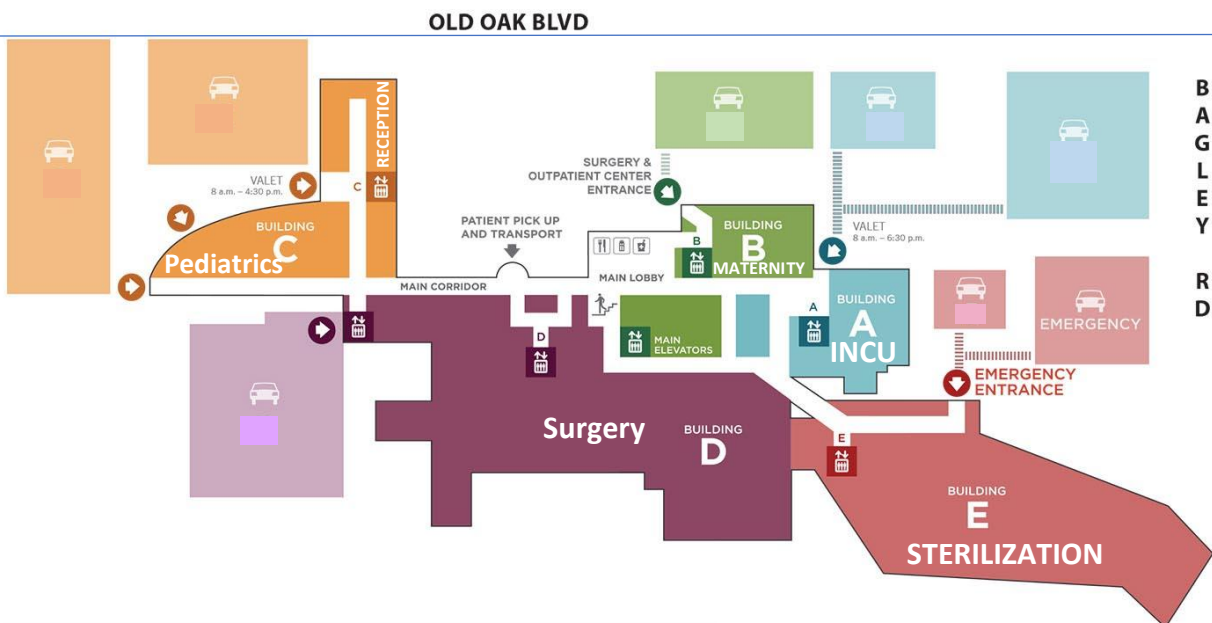 OLD OAK BLVD
BAGLEY RD
RECEPTION
VALET
8 a.m. – 4:30 p.m.
C
BUILDING
C
Pediatrics
PATIENT PICK UP
AND TRANSPORT
SURGERY &
OUTPATIENT CENTER
ENTRANCE
MAIN CORRIDOR
MAIN LOBBY
B
BUILDING
B
MATERNITY
VALET
8 a.m. – 6:30 p.m.
A
BUILDING
A
INCU
EMERGENCY
EMERGENCY
ENTRANCE
D
MAIN
ELEVATORS
Surgery
BUILDING
D
E
BUILDING
E
STERILIZATION